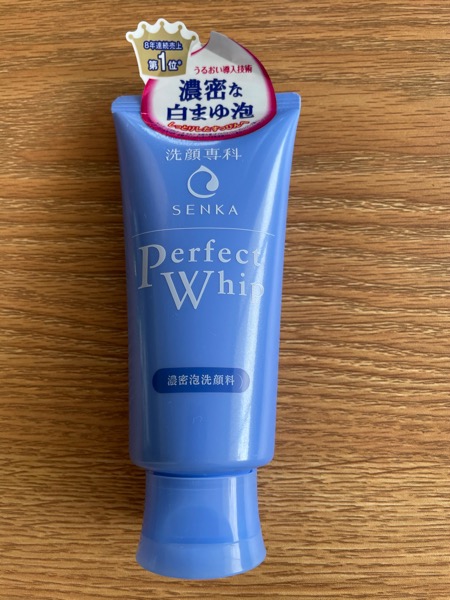 8年連続売上
第1位※
うるおい導入技術
濃密な
白まゆ泡
洗顔専科
SENKA
Perfect
Whip
濃密泡洗顔料